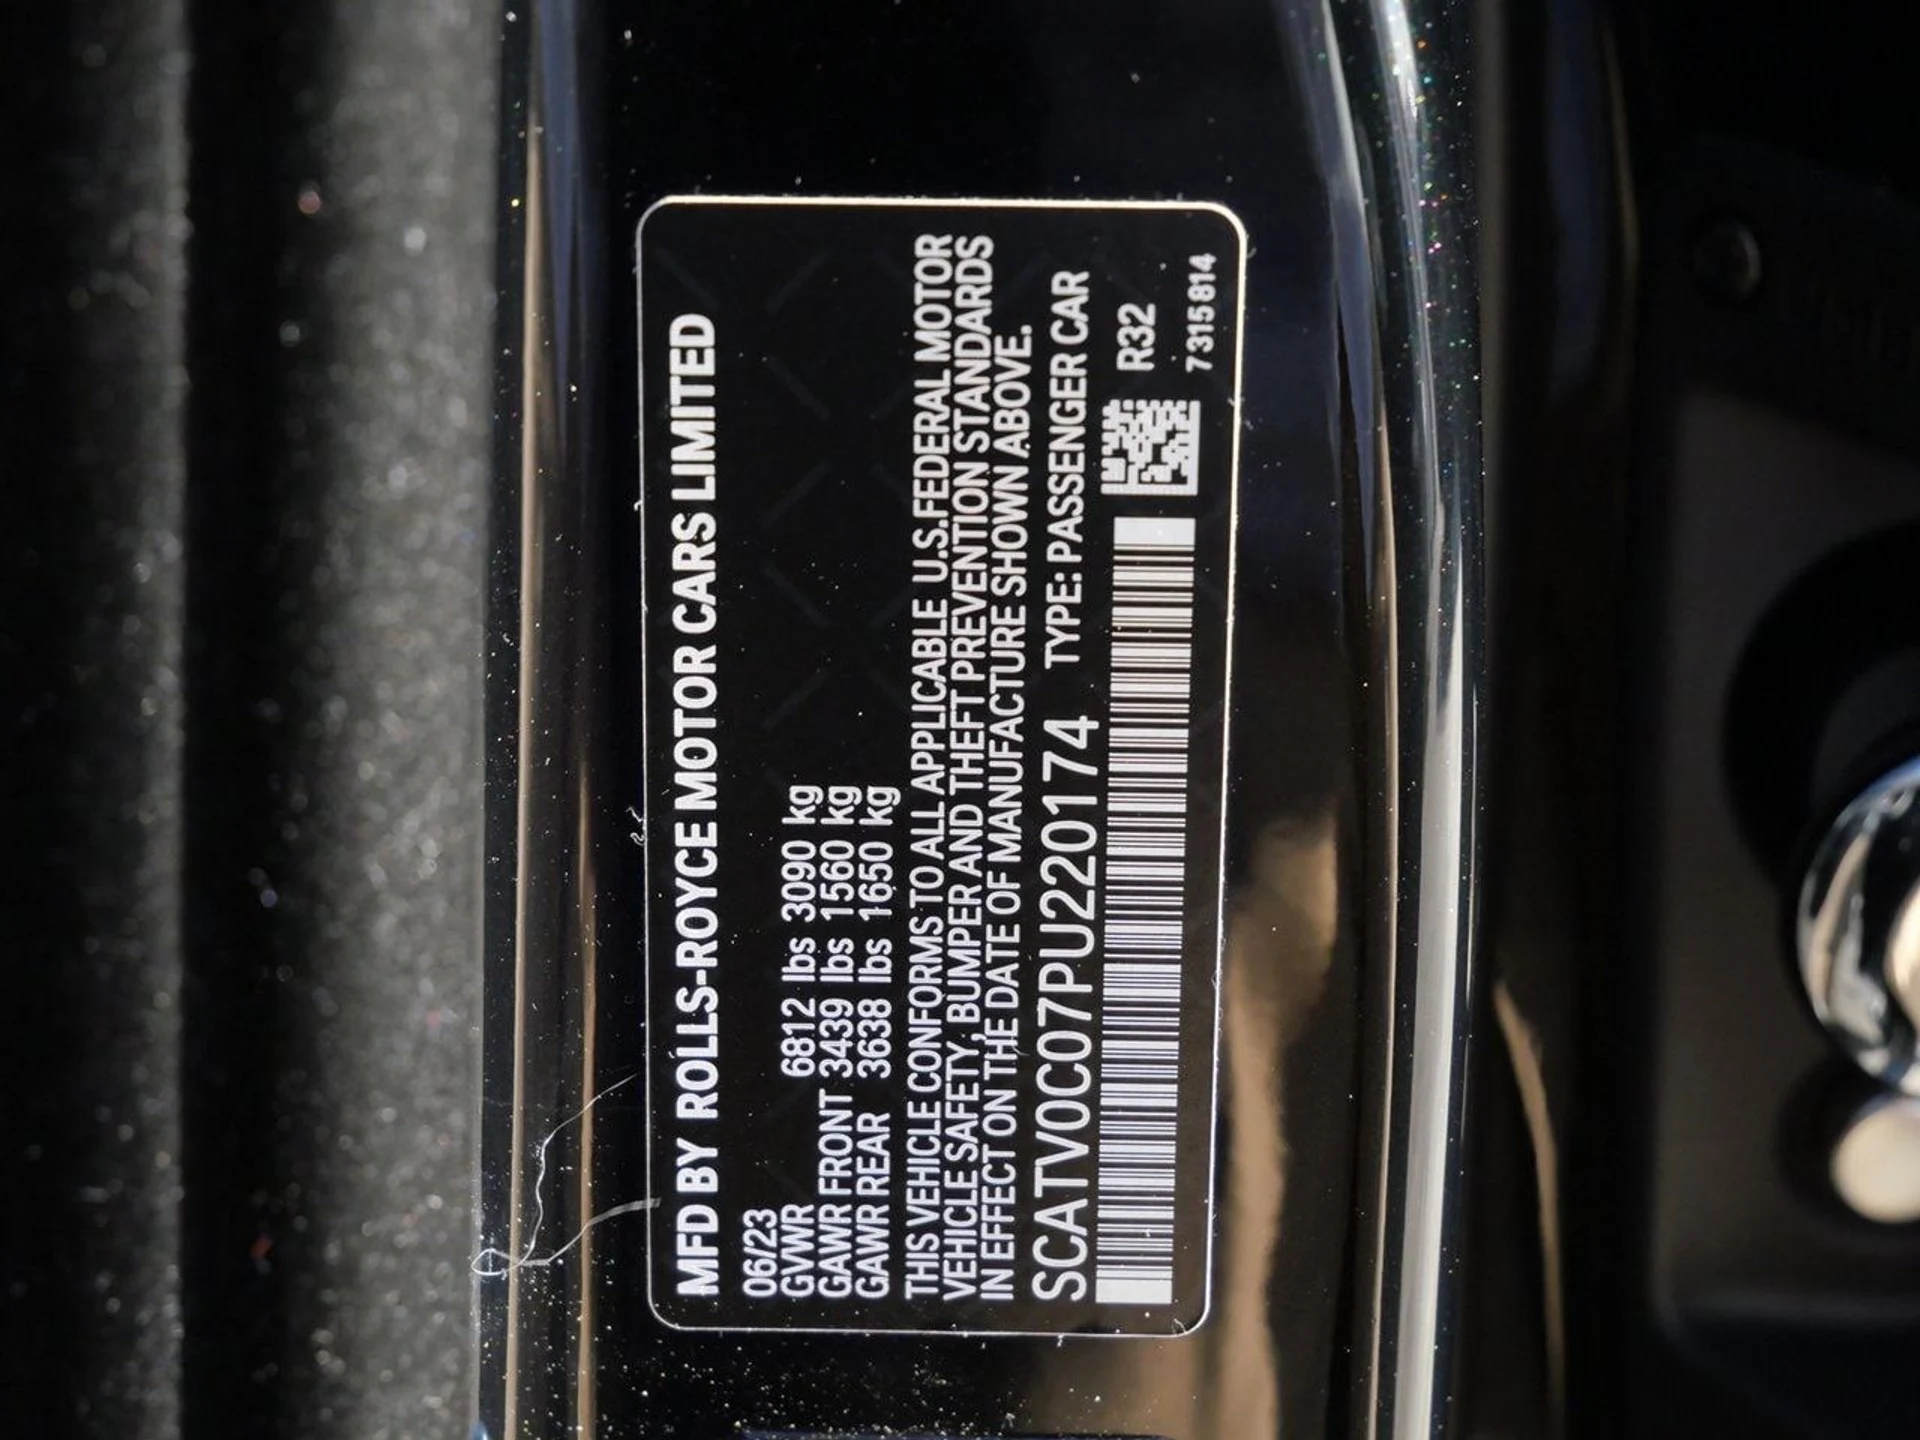 MFD BY ROLLS-ROYCE MOTOR CARS LIMITED
06/23
GVWR 6812 lbs 3090 kg
GAWR FRONT 3439 lbs 1560 kg
GAWR REAR 3638 lbs 1650 kg
THIS VEHICLE CONFORMS TO ALL APPLICABLE U.S.FEDERAL MOTOR
VEHICLE SAFETY, BUMPER AND THEFT PREVENTION STANDARDS
IN EFFECT ON THE DATE OF MANUFACTURE SHOWN ABOVE.
SCATV0C07PU220174 TYPE: PASSENGER CAR
R32
7315814